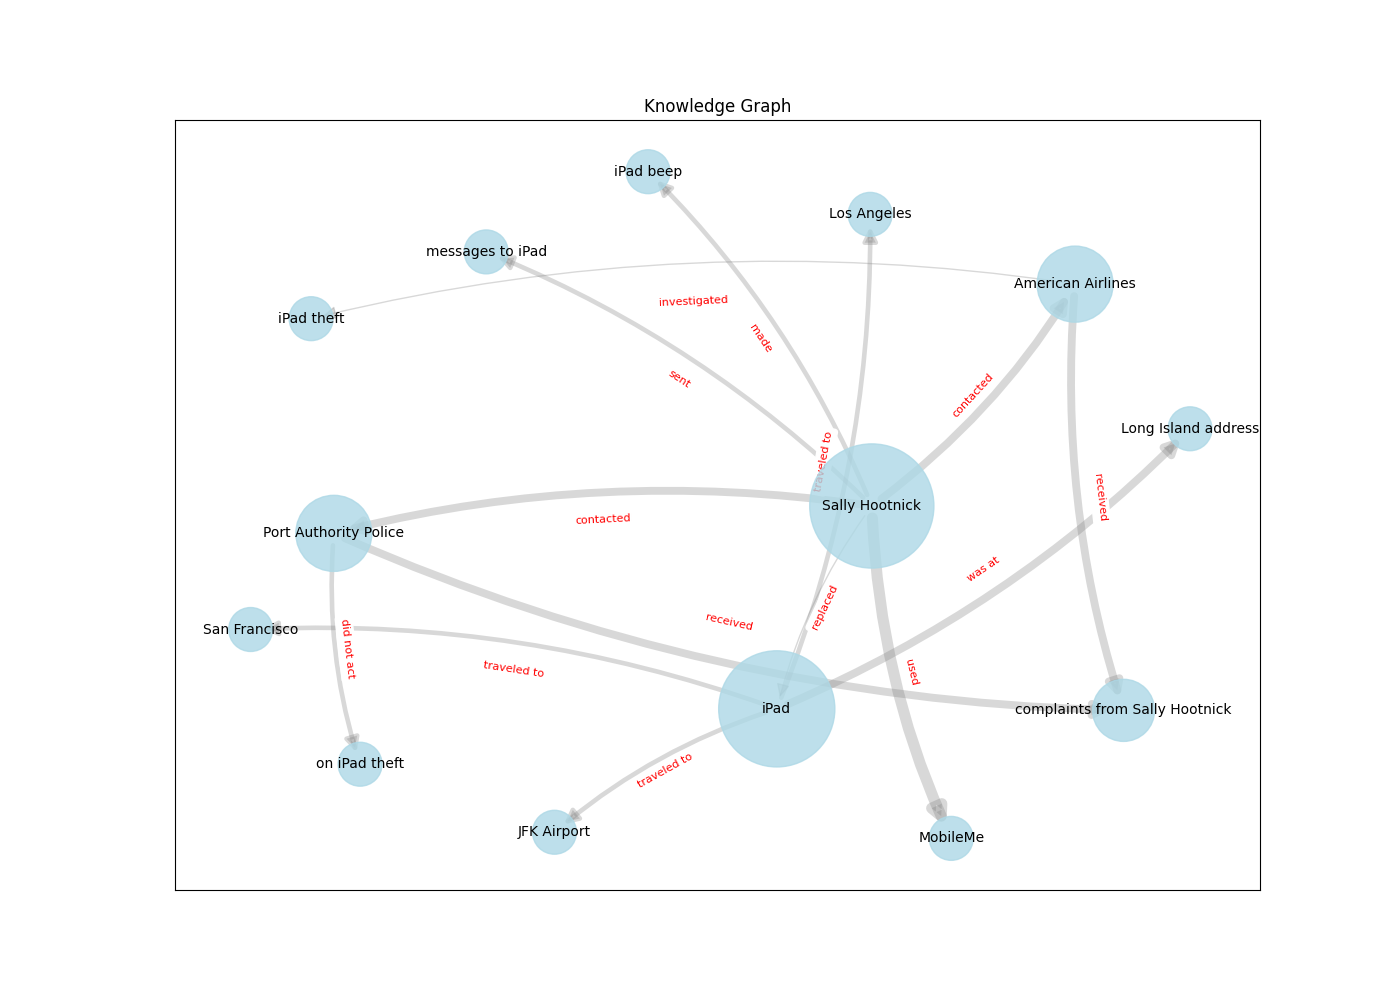 Knowledge Graph
iPad beep
Los Angeles
messages to iPad
American Airlines
investigated
iPad theft
made
sent
contacted
Long Island address
traveled to
received
Sally Hootnick
contacted
Port Authority Police
was at
replaced
received
San Francisco
did not act
traveled to
used
iPad
complaints from Sally Hootnick
on iPad theft
traveled to
JFK Airport
MobileMe